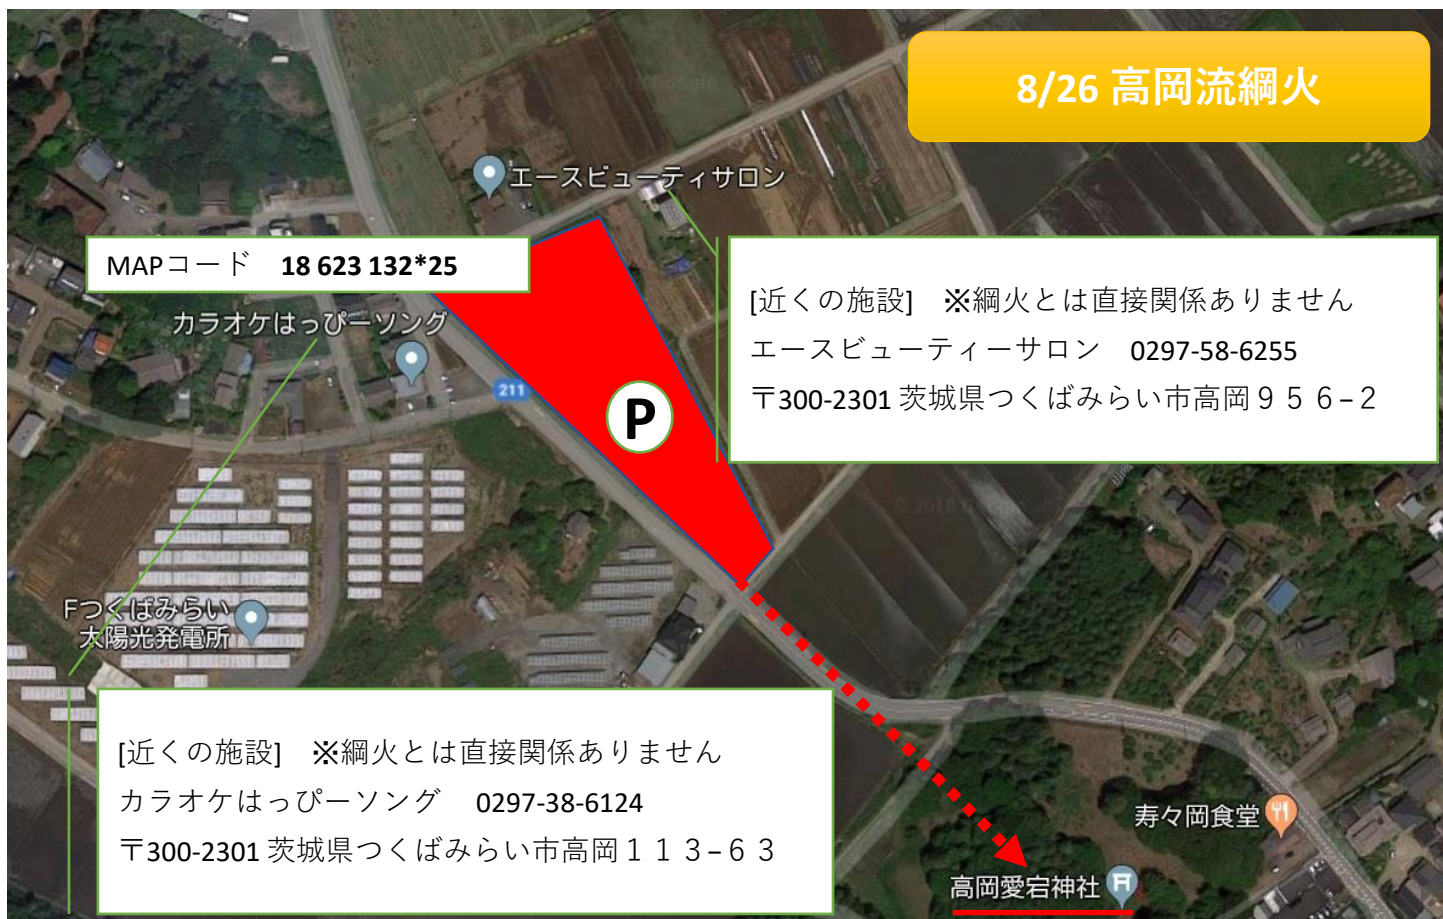 8/26 高岡流綱火
エースビューティサロン
MAPコード 18 623 132*25
[近くの施設] ※綱火とは直接関係ありません
エースビューティーサロン 0297-58-6255
〒300-2301 茨城県つくばみらい市高岡９５６−２
カラオケはっぴーソング
211
P
Fつくばみらい
太陽光発電所
[近くの施設] ※綱火とは直接関係ありません
カラオケはっぴーソング 0297-38-6124
〒300-2301 茨城県つくばみらい市高岡１１３−６３
寿々岡食堂
高岡愛宕神社